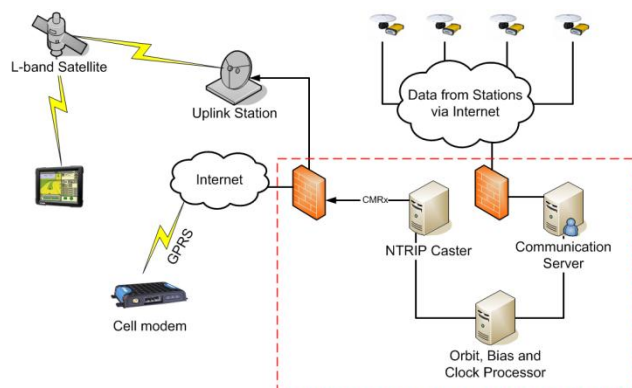 L-band Satellite
Uplink Station
Data from Stations
via Internet
Internet
CMRx
NTRIP Caster
Communication
Server
GPRS
Cell modem
Orbit, Bias and
Clock Processor